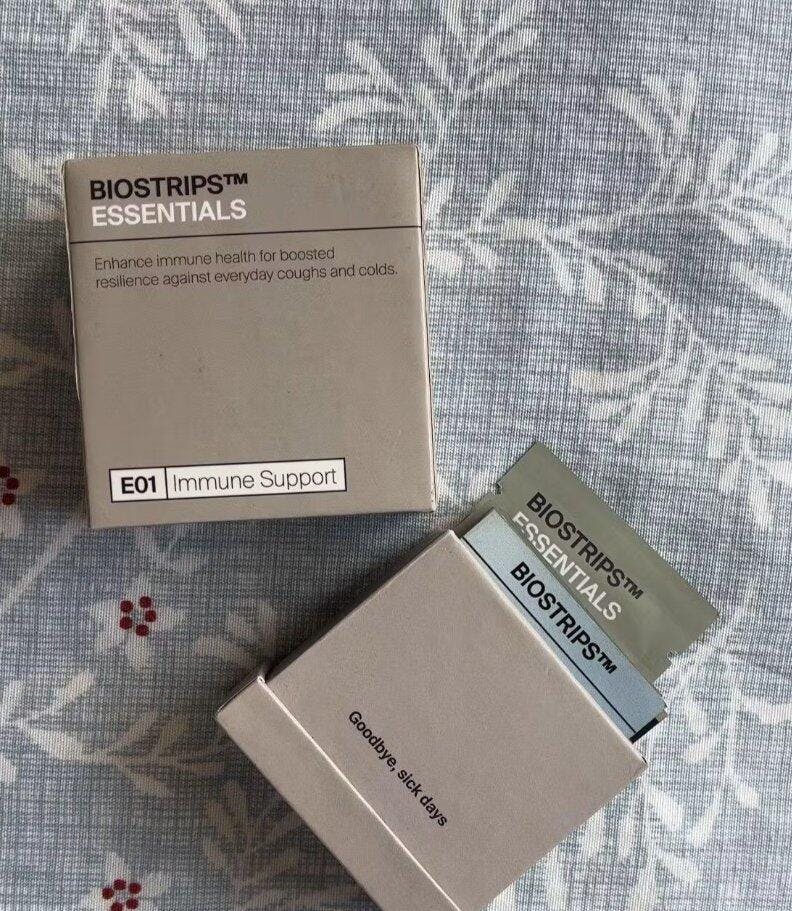 BIOSTRIPS™
ESSENTIALS
Enhance immune health for boosted
resilience against everyday coughs and colds.
E01 Immune Support
BIOSTRIPS™
ESSENTIALS
BIOSTRIPS™
Goodbye, sick days